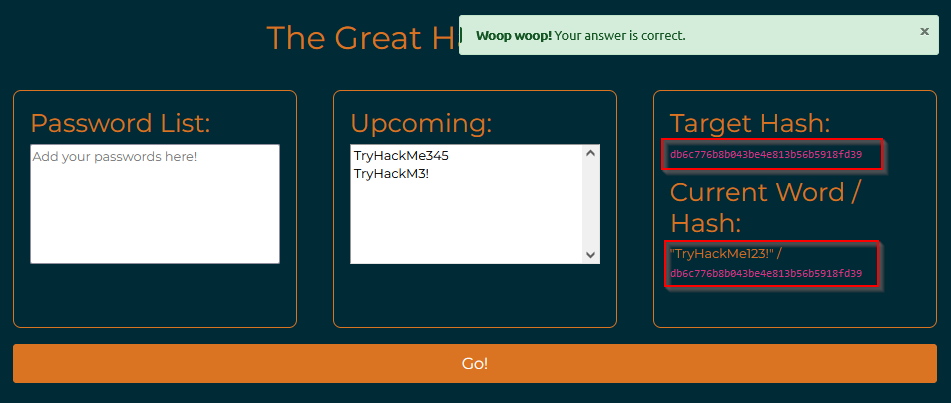 The Great H
Woop woop! Your answer is correct.
×
Password List:
Add your passwords here!
Upcoming:
TryHackMe345
TryHackM3!
Target Hash:
db6c776b8b043be4e813b56b5918fd39
Current Word /
Hash:
"TryHackMe123!" /
db6c776b8b043be4e813b56b5918fd39
Go!